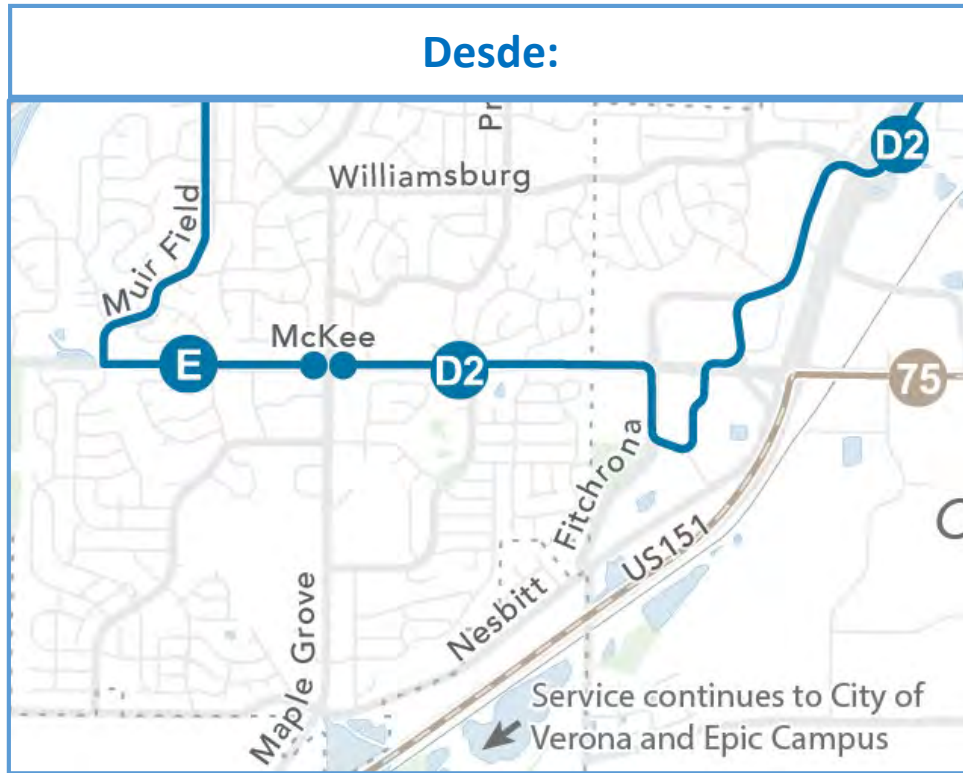 Desde:
Pr
D2
Williamsburg
Muir Field
McKee
E
D2
75
Fitchrona
US151
Nesbitt
Maple Grove
Service continues to City of
Verona and Epic Campus